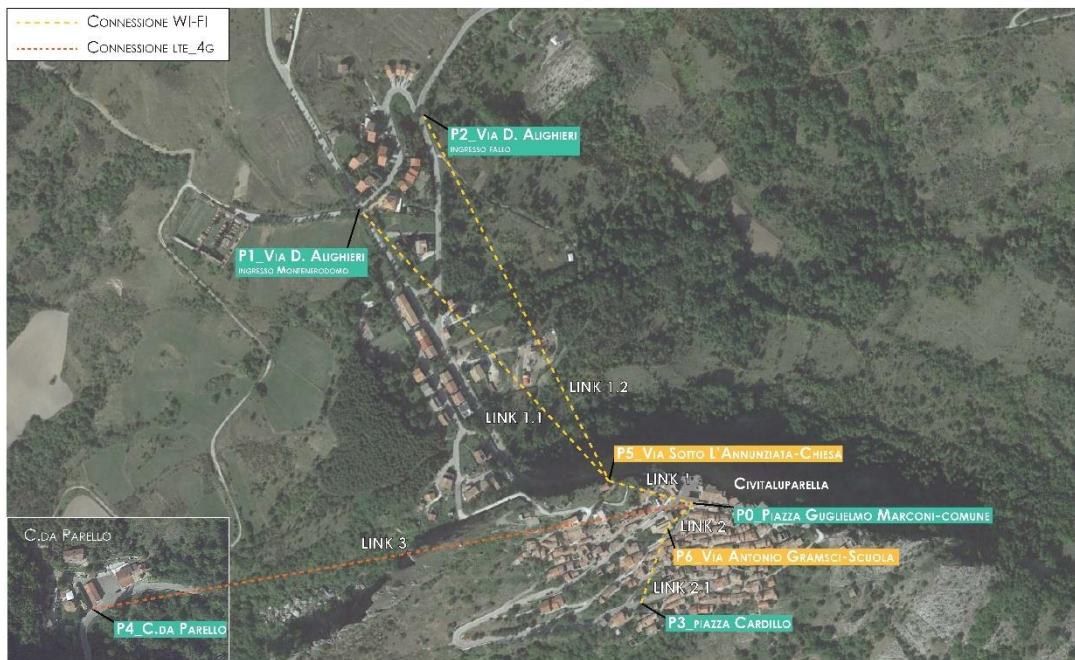 Connessione WI-FI
Connessione LTE_4G
P2_Via D. Alighieri
ingresso Fallo
P1_Via D. Alighieri
ingresso Montenerodomo
LINK 1.2
LINK 1.1
P5_Via Sotto L'Annunziata-Chiesa
LINK 1
Civitaluparella
P0_Piazza Guglielmo Marconi-comune
LINK 2
C.da Parello
LINK 3
P6_Via Antonio Gramsci-Scuola
LINK 2.1
P4_C.da Parello
P3_piazza Cardillo